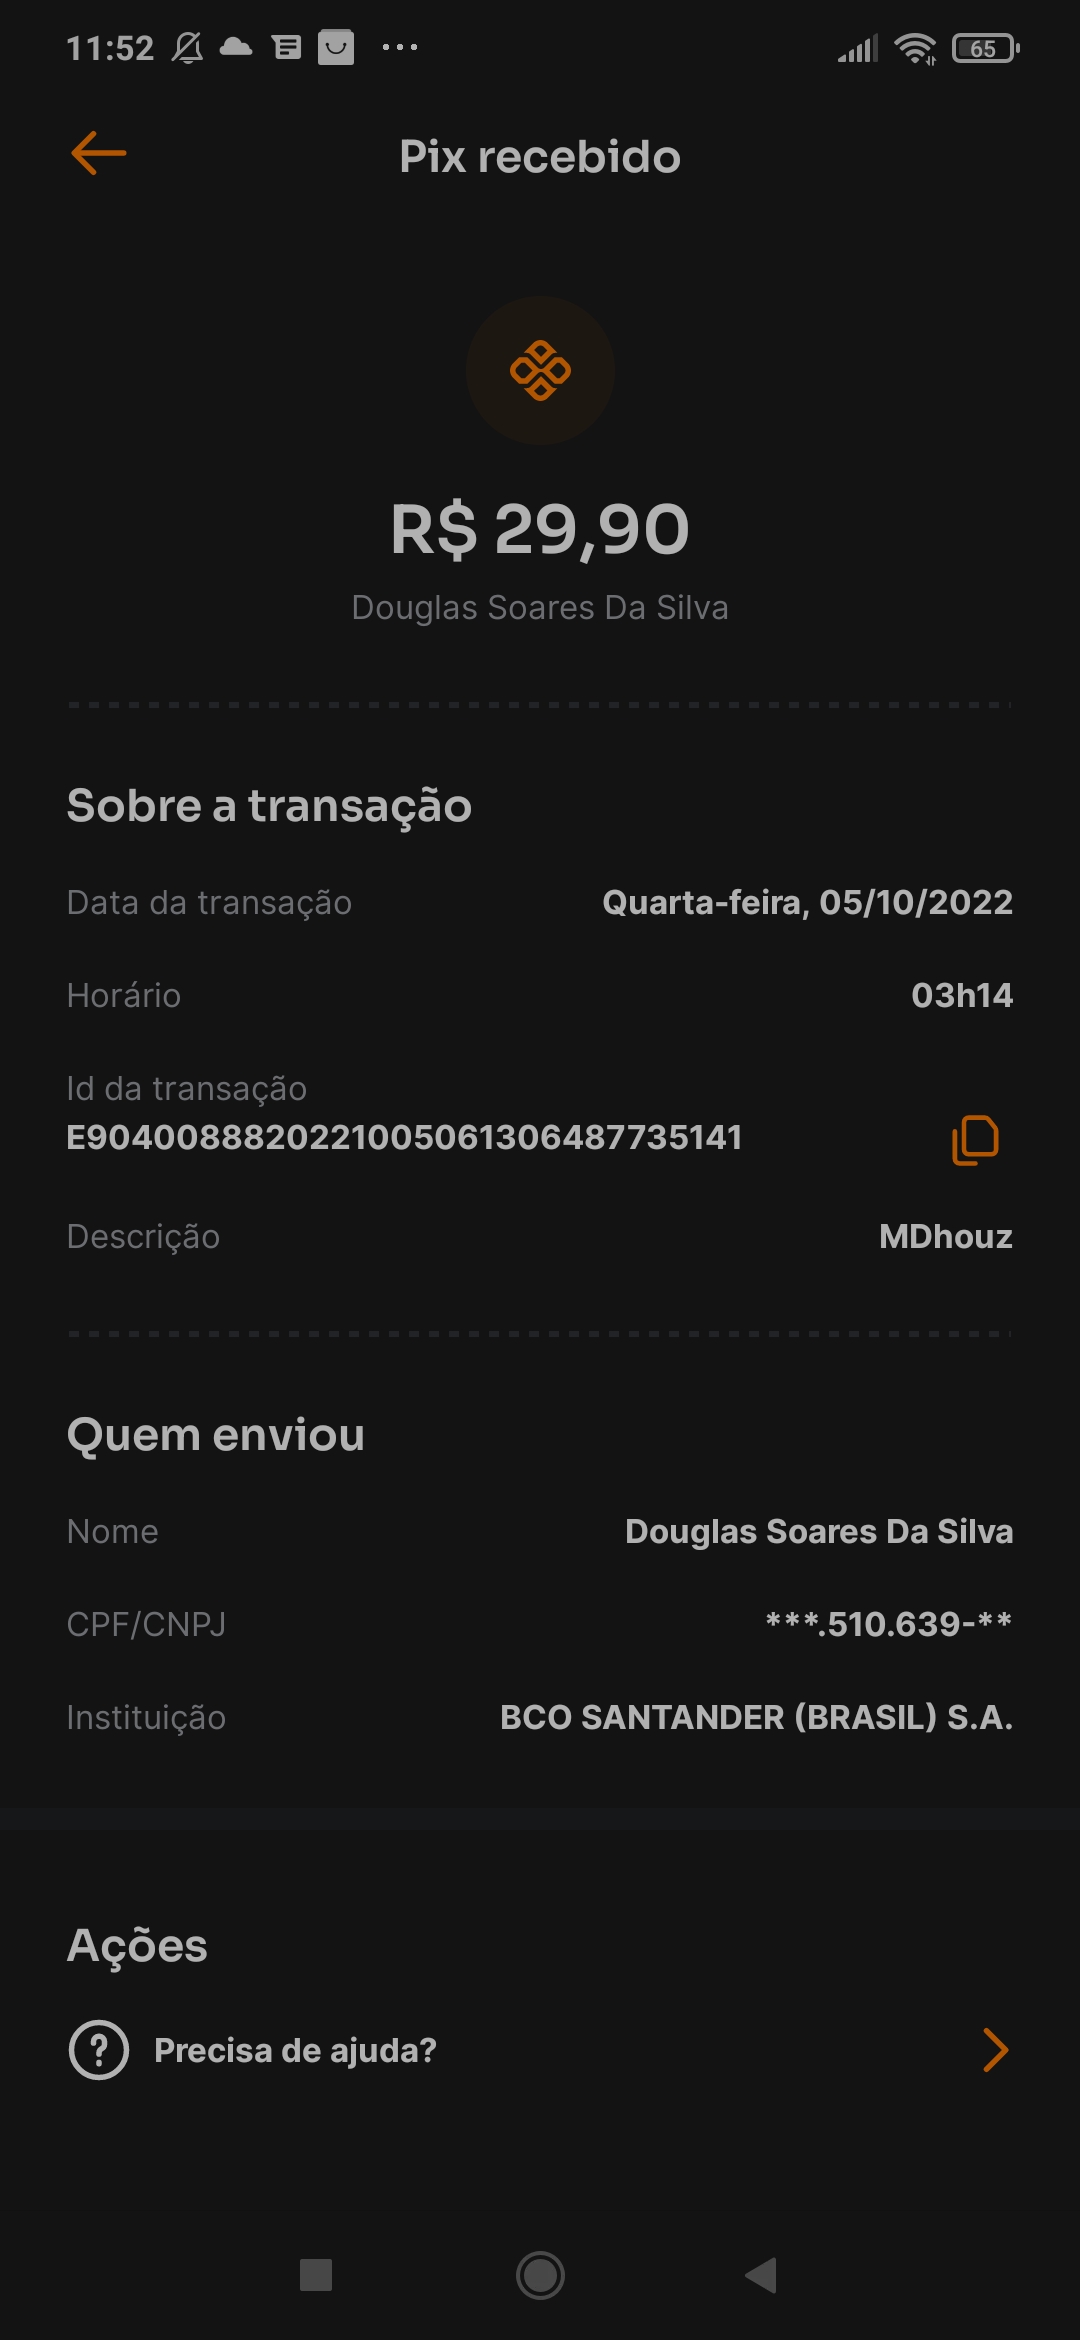 11:52
65
Pix recebido
R$ 29,90
Douglas Soares Da Silva
Sobre a transação
Data da transação Quarta-feira, 05/10/2022
Horário 03h14
Id da transação
E90400888202210050613064877​35141
Descrição MDhouz
Quem enviou
Nome Douglas Soares Da Silva
CPF/CNPJ ***.510.639-**
Instituição BCO SANTANDER (BRASIL) S.A.
Ações
Precisa de ajuda?